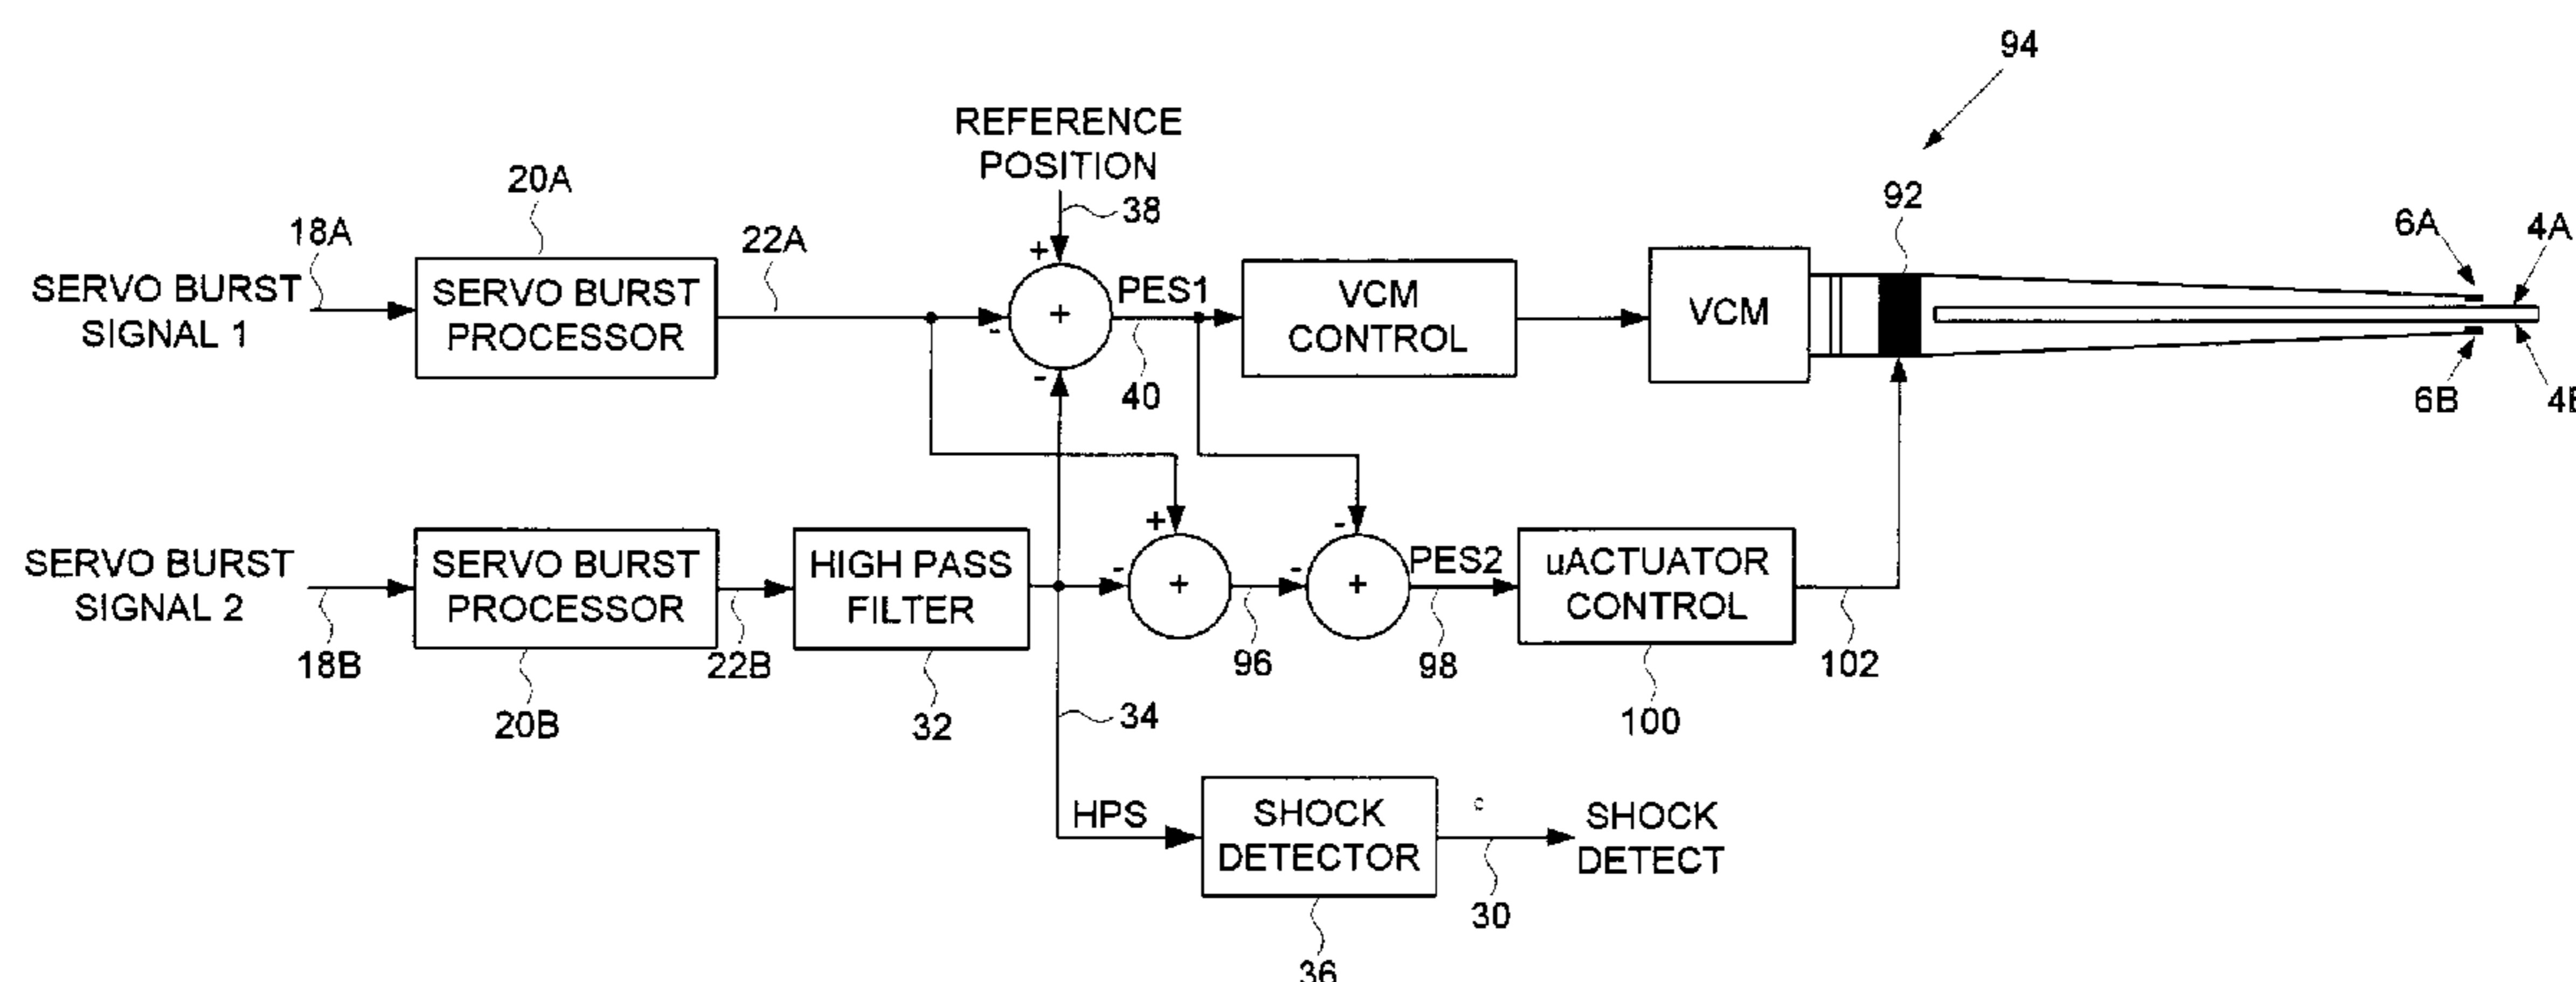 94
REFERENCE
POSITION
20A
92
38
18A
22A
6A
4A
SERVO BURST
SIGNAL 1
SERVO BURST
PROCESSOR
+
-
+
-
PES1
40
VCM
CONTROL
VCM
6B
SERVO BURST
SIGNAL 2
18B
SERVO BURST
PROCESSOR
20B
22B
HIGH PASS
FILTER
32
+
-
+
96
-
-
+
PES2
98
uACTUATOR
CONTROL
100
102
34
HPS
SHOCK
DETECTOR
36
30
SHOCK
DETECT